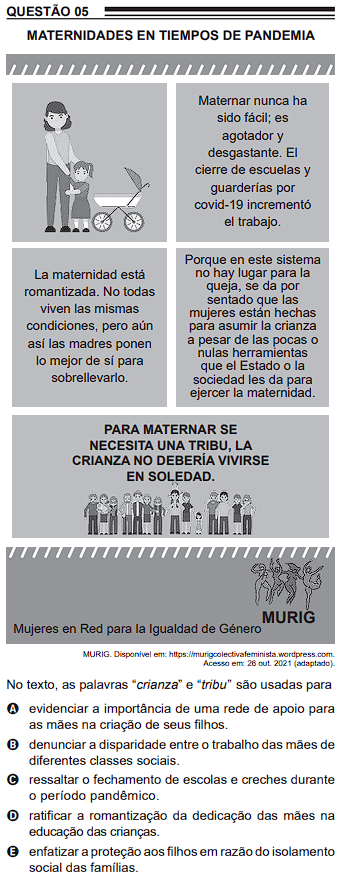 QUESTÃO 05
MATERNIDADES EN TIEMPOS DE PANDEMIA
Maternar nunca ha
sido fácil; es
agotador y
desgastante. El
cierre de escuelas y
guarderías por
covid-19 incrementó
el trabajo.
La maternidad está
romantizada. No todas
viven las mismas
condiciones, pero aún
así las madres ponen
lo mejor de sí para
sobrellevarlo.
Porque en este sistema
no hay lugar para la
queja, se da por
sentado que las
mujeres están hechas
para asumir la crianza
a pesar de las pocas o
nulas herramientas
que el Estado o la
sociedad les da para
ejercer la maternidad.
PARA MATERNAR SE
NECESITA UNA TRIBU, LA
CRIANZA NO DEBERÍA VIVIRSE
EN SOLEDAD.
MURIG
Mujeres en Red para la Igualdad de Género
MURIG. Disponível em: https://murigcolectivafeminista.wordpress.com.
Acesso em: 26 out. 2021 (adaptado).
No texto, as palavras “crianza” e “tribu” são usadas para
A evidenciar a importância de uma rede de apoio para
as mães na criação de seus filhos.
B denunciar a disparidade entre o trabalho das mães de
diferentes classes sociais.
C ressaltar o fechamento de escolas e creches durante
o período pandêmico.
D ratificar a romantização da dedicação das mães na
educação das crianças.
E enfatizar a proteção aos filhos em razão do isolamento
social das famílias.